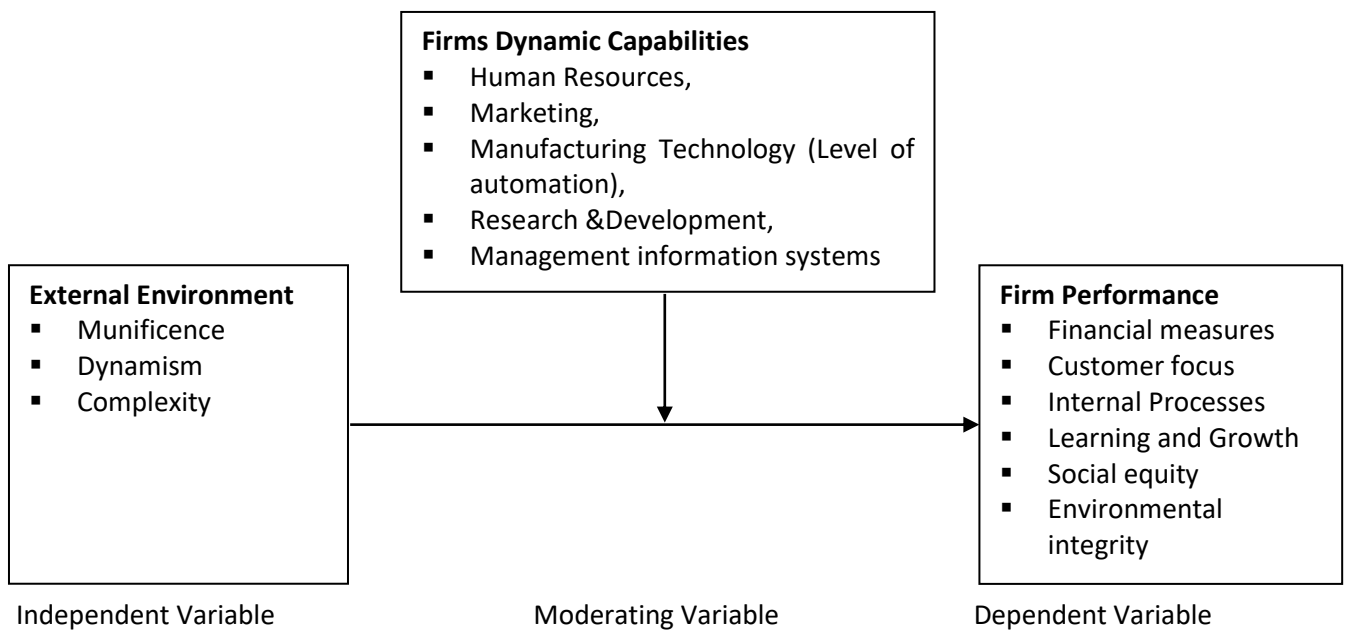 Firms Dynamic Capabilities
▪ Human Resources,
▪ Marketing,
▪ Manufacturing Technology (Level of
automation),
▪ Research &Development,
▪ Management information systems
External Environment
▪ Munificence
▪ Dynamism
▪ Complexity
Firm Performance
▪ Financial measures
▪ Customer focus
▪ Internal Processes
▪ Learning and Growth
▪ Social equity
▪ Environmental
integrity
Independent Variable
Moderating Variable
Dependent Variable